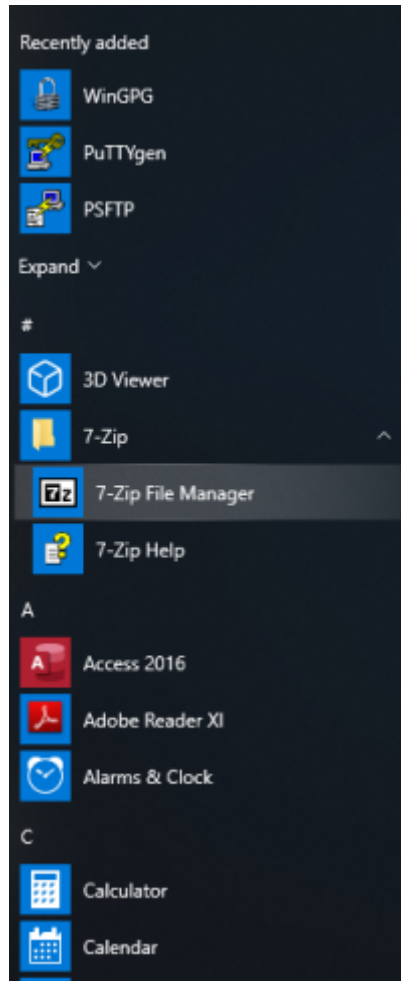 Recently added
WinGPG
PuTTYgen
PSFTP
Expand
#
3D Viewer
7-Zip
7z
7-Zip File Manager
7-Zip Help
A
A
Access 2016
Adobe Reader XI
Alarms & Clock
C
Calculator
Calendar